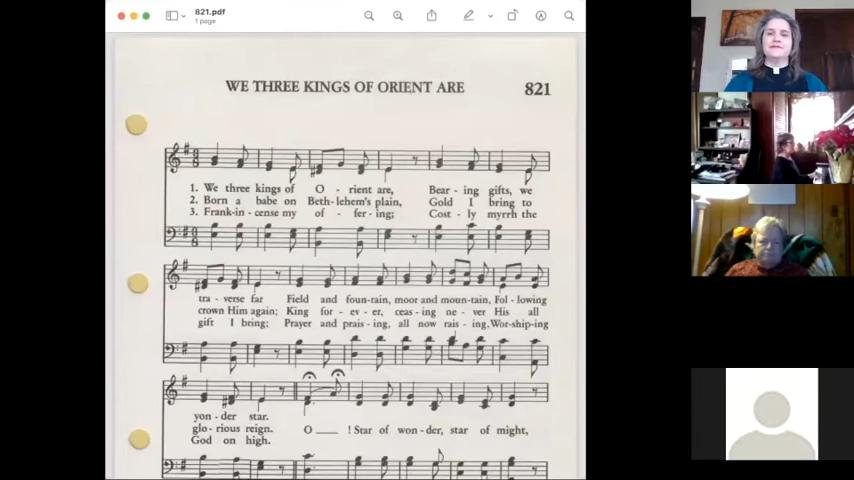 821.pdf
1 page
WE THREE KINGS OF ORIENT ARE 821
1. We three kings of O - rient are, Bear - ing gifts, we
2. Born a babe on Beth - lehem's plain, Gold I bring to
3. Frank - in - cense my of - fer - ing; Cost - ly myrrh the
tra - verse far Field and foun - tain, moor and moun - tain, Fol - lowing
crown Him again; King for - ev - er, ceas - ing ne - ver His all
gift I bring; Prayer and prais - ing, all now rais - ing, Wor - ship - ing
yon - der star.
glo - rious reign. O ___ ! Star of won - der, star of might,
God on high.